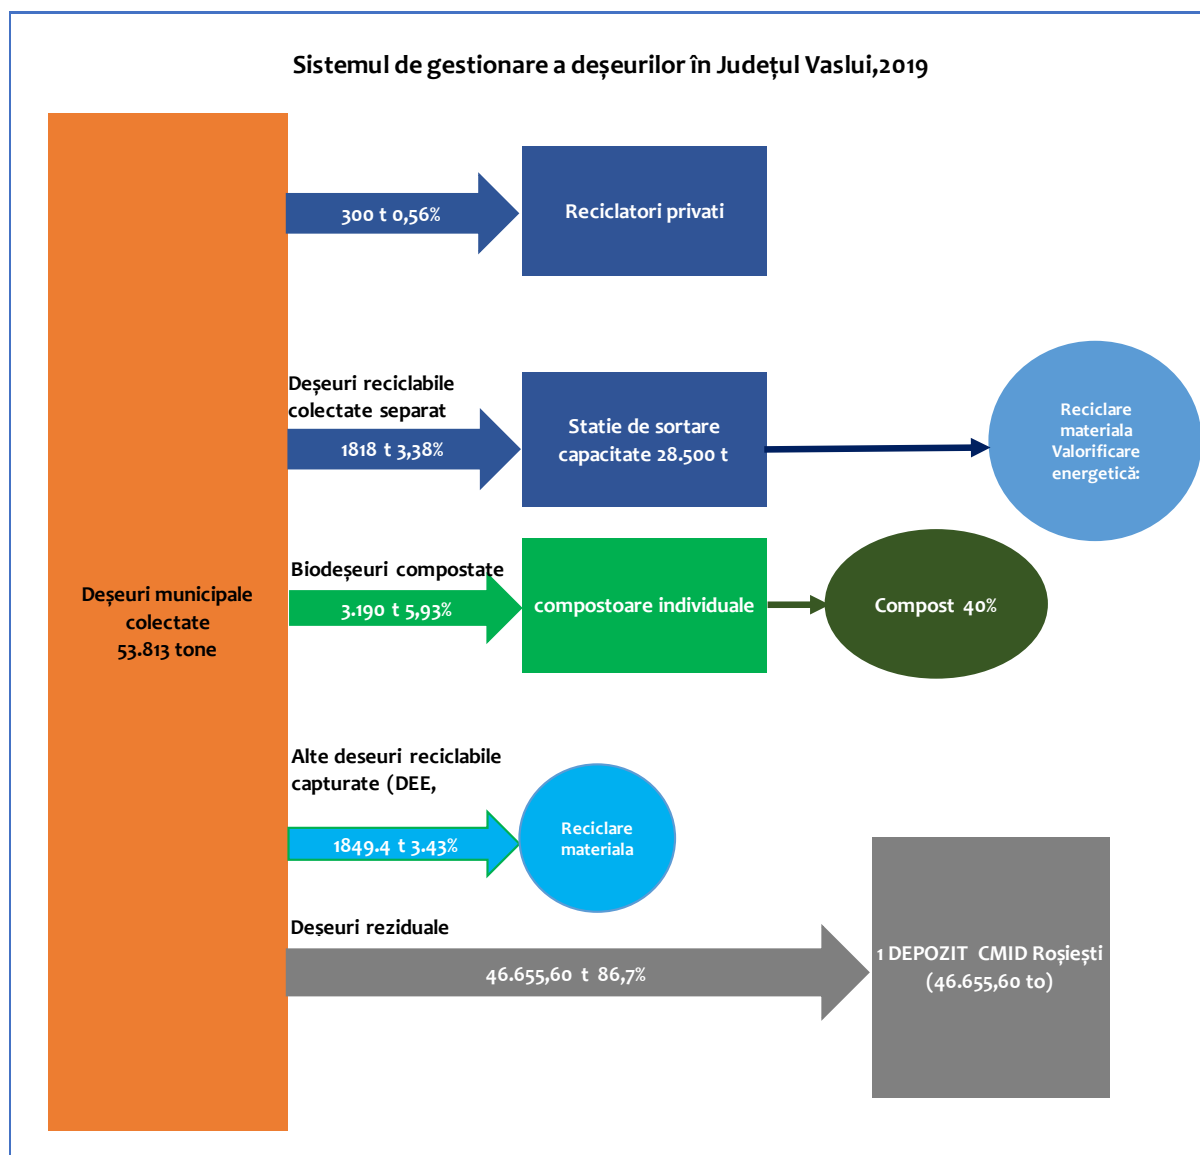 Sistemul de gestionare a deșeurilor în Județul Vaslui,2019
300 t 0,56%
Reciclatori privati
Deșeuri reciclabile
colectate separat
1818 t 3,38%
Statie de sortare
capacitate 28.500 t
Reciclare
materiala
Valorificare
energetică:
Biodeșeuri compostate
3.190 t 5,93%
compostoare individuale
Compost 40%
Deșeuri municipale
colectate
53.813 tone
Alte deseuri reciclabile
capturate (DEE,
1849.4 t 3.43%
Reciclare
materiala
Deșeuri reziduale
46.655,60 t 86,7%
1 DEPOZIT CMID Roșiești
(46.655,60 to)